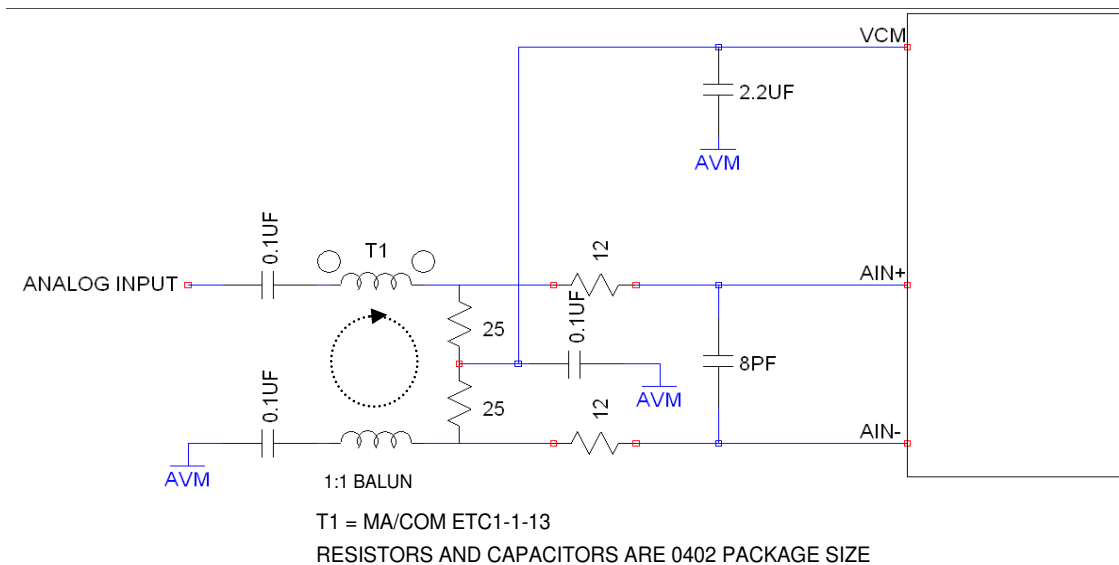 VCM
2.2UF
AVM
0.1UF
T1
12
ANALOG INPUT
AIN+
25
0.1UF
8PF
AVM
0.1UF
25
12
AIN-
AVM
1:1 BALUN
T1 = MA/COM ETC1-1-13
RESISTORS AND CAPACITORS ARE 0402 PACKAGE SIZE